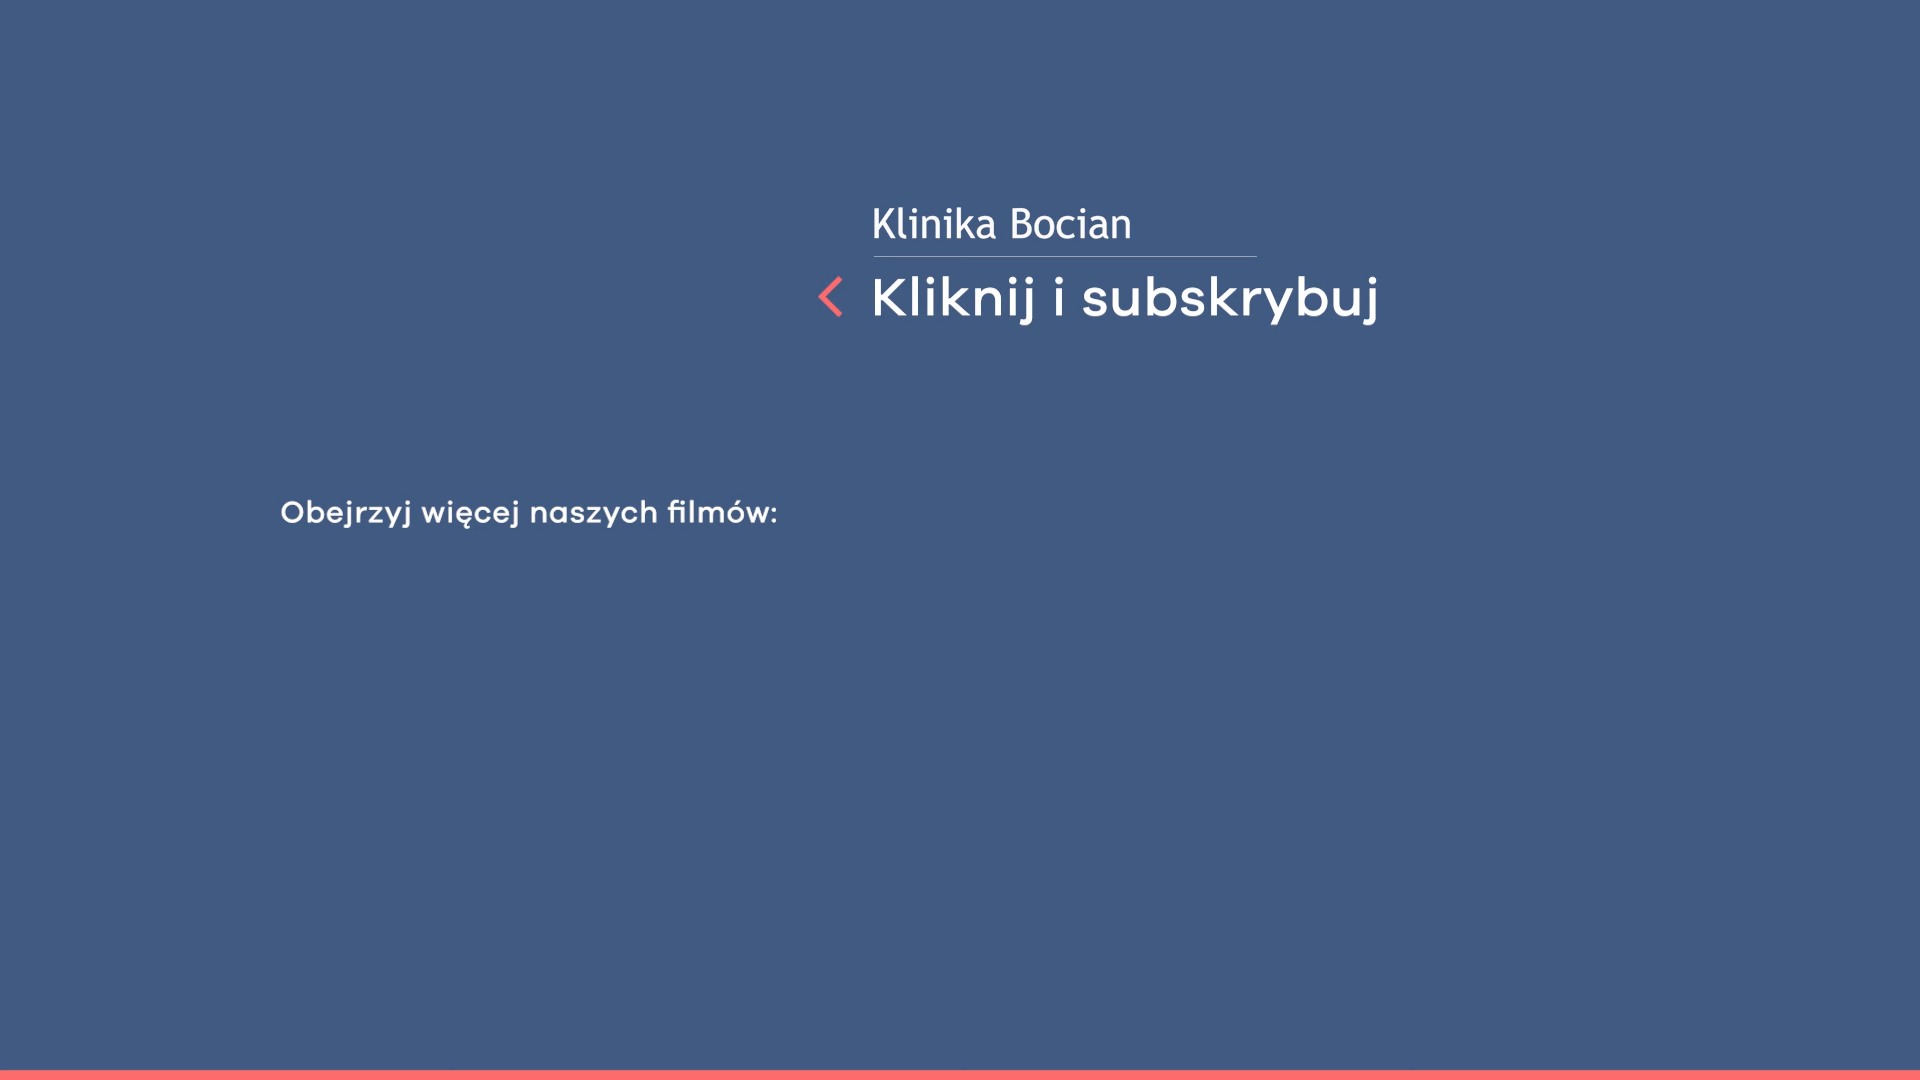 Klinika Bocian
Kliknij i subskrybuj
Obejrzyj więcej naszych filmów: